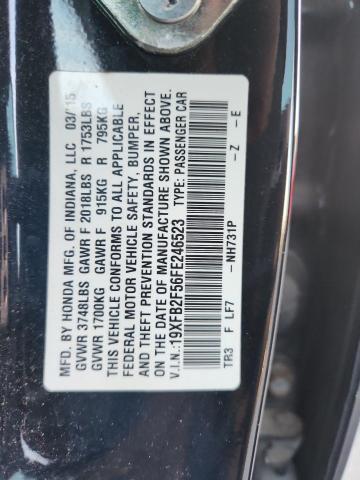 MFD. BY HONDA MFG. OF INDIANA, LLC 03/15
GVWR 3748LBS GAWR F 2018LBS R 1753LBS
GVWR 1700KG GAWR F 915KG R 795KG
THIS VEHICLE CONFORMS TO ALL APPLICABLE
FEDERAL MOTOR VEHICLE SAFETY, BUMPER,
AND THEFT PREVENTION STANDARDS IN EFFECT
ON THE DATE OF MANUFACTURE SHOWN ABOVE.
V.I.N.: 19XFB2F56FE246523 TYPE: PASSENGER CAR
TR3 F LF7 -NH731P -Z -E